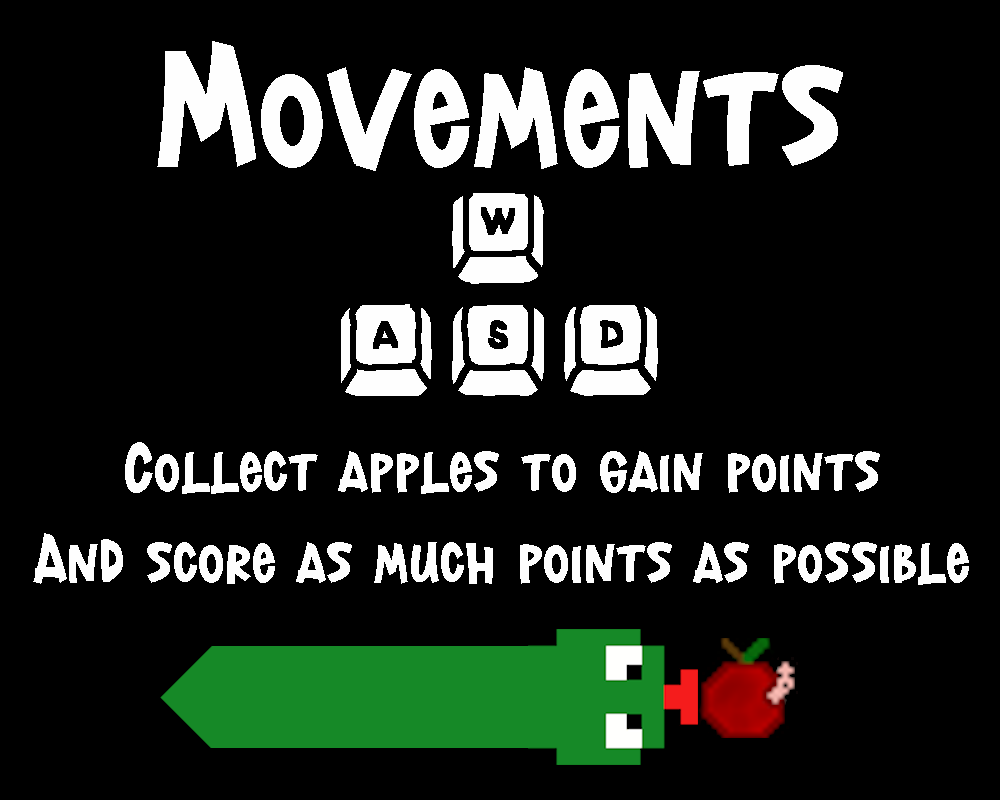 Movements
W
A S D
Collect apples to gain points
And score as much points as possible